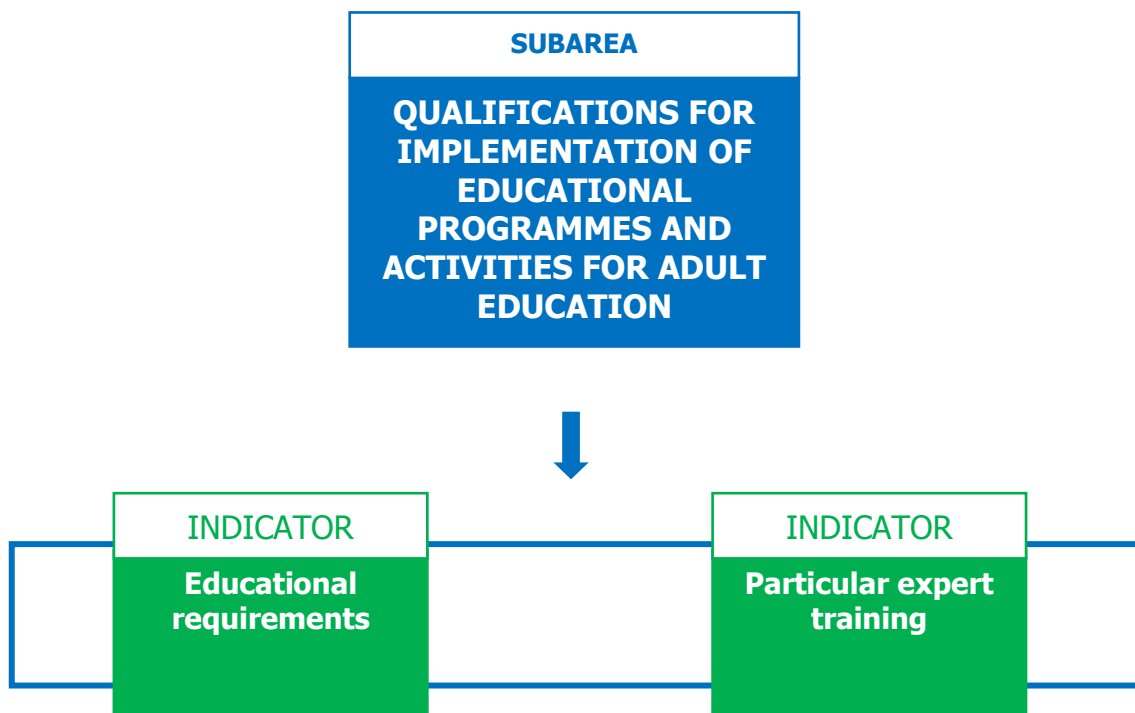 SUBAREA
QUALIFICATIONS FOR
IMPLEMENTATION OF
EDUCATIONAL
PROGRAMMES AND
ACTIVITIES FOR ADULT
EDUCATION
INDICATOR
Educational
requirements
INDICATOR
Particular expert
training